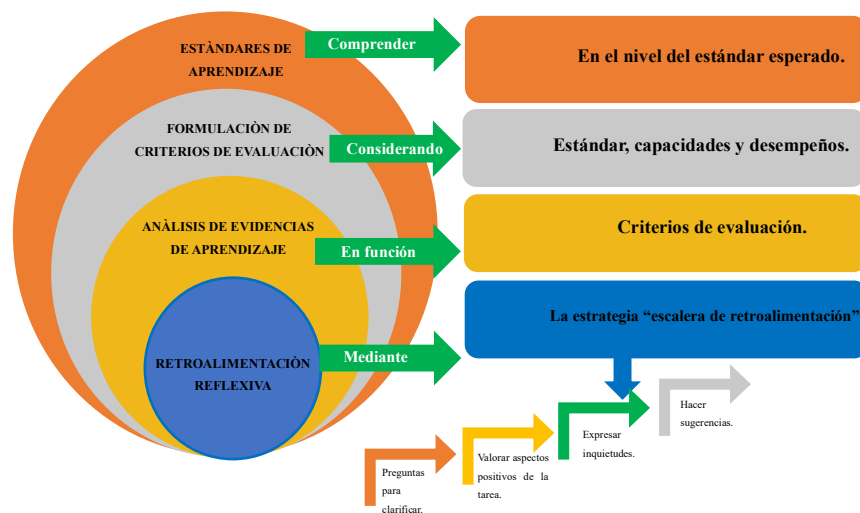 ESTÀNDARES DE
APRENDIZAJE
Comprender
En el nivel del estándar esperado.
FORMULACIÒN DE
CRITERIOS DE EVALUACIÒN
Considerando
Estándar, capacidades y desempeños.
ANÀLISIS DE EVIDENCIAS
DE APRENDIZAJE
En función
Criterios de evaluación.
RETROALIMENTACIÒN
REFLEXIVA
Mediante
La estrategia “escalera de retroalimentación”
Preguntas
para
clarificar.
Valorar aspectos
positivos de la
tarea.
Expresar
inquietudes.
Hacer
sugerencias.